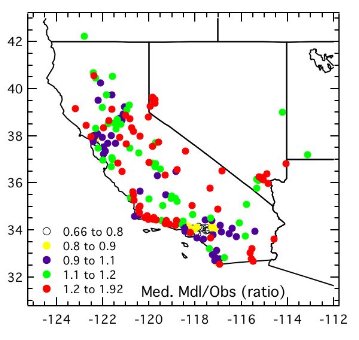 42
40
38
36
34
32
0.66 to 0.8
0.8 to 0.9
0.9 to 1.1
1.1 to 1.2
1.2 to 1.92
Med. Mdl/Obs (ratio)
-124 -122 -120 -118 -116 -114 -112